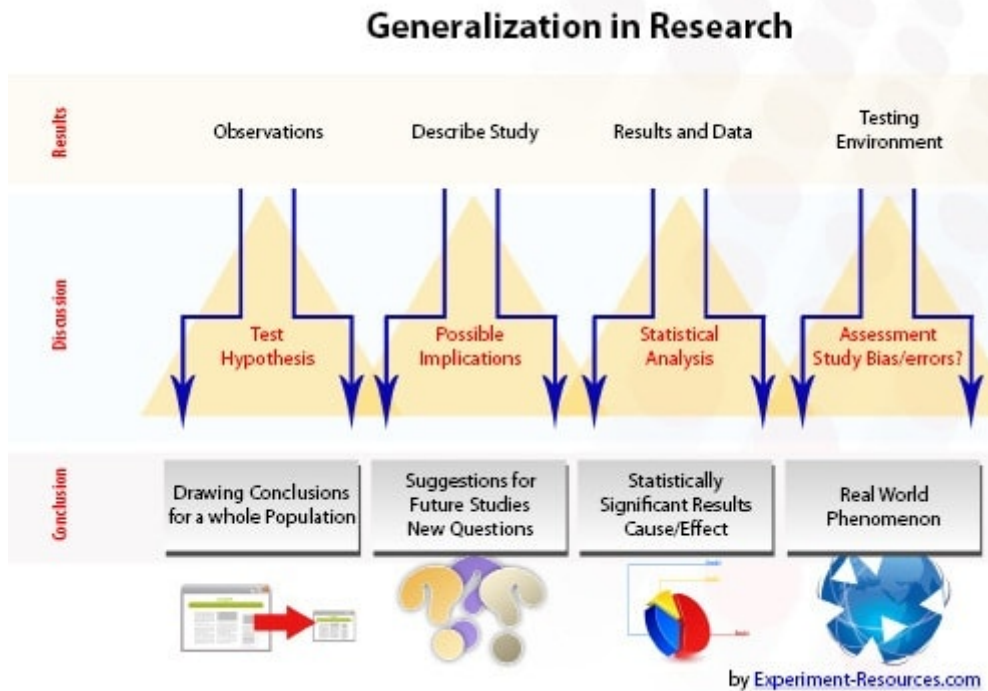 Generalization in Research
Results
Observations
Describe Study
Results and Data
Testing
Environment
Discussion
Test
Hypothesis
Possible
Implications
Statistical
Analysis
Assessment
Study Bias/errors?
Conclusion
Drawing Conclusions
for a whole Population
Suggestions for
Future Studies
New Questions
Statistically
Significant Results
Cause/Effect
Real World
Phenomenon
by Experiment-Resources.com